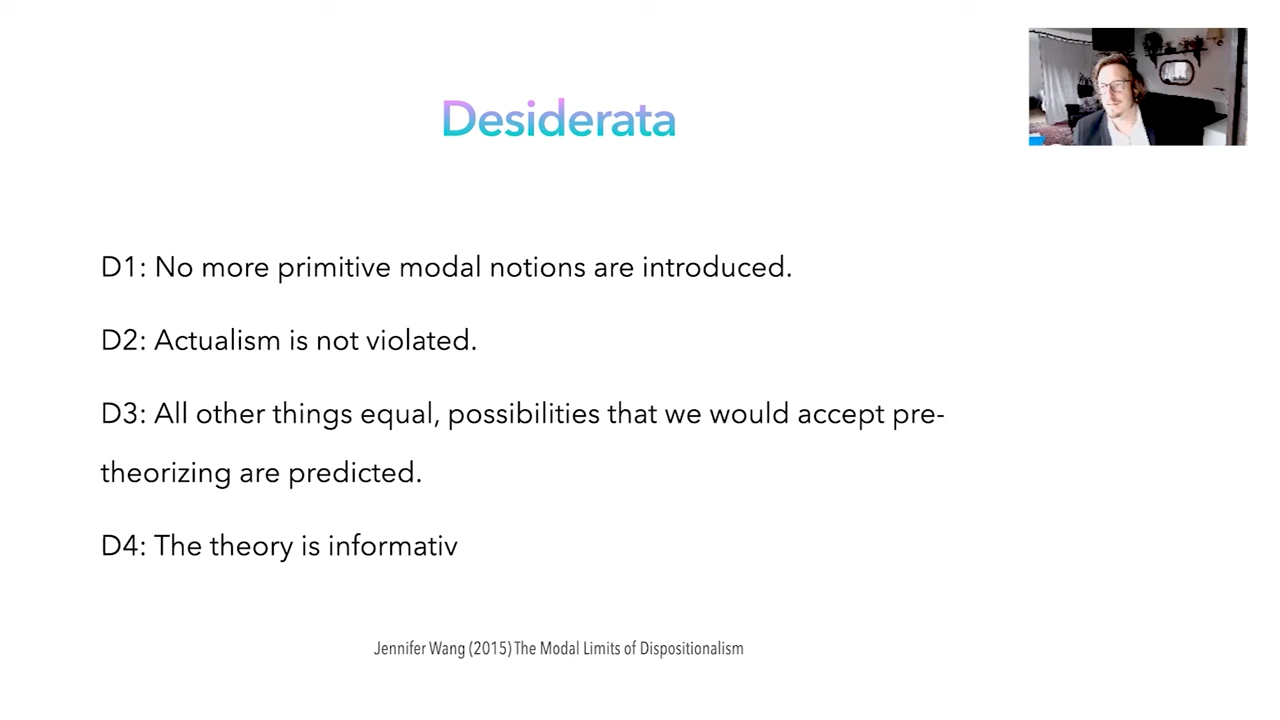 Desiderata
D1: No more primitive modal notions are introduced.
D2: Actualism is not violated.
D3: All other things equal, possibilities that we would accept pre-
theorizing are predicted.
D4: The theory is informativ
Jennifer Wang (2015) The Modal Limits of Dispositionalism